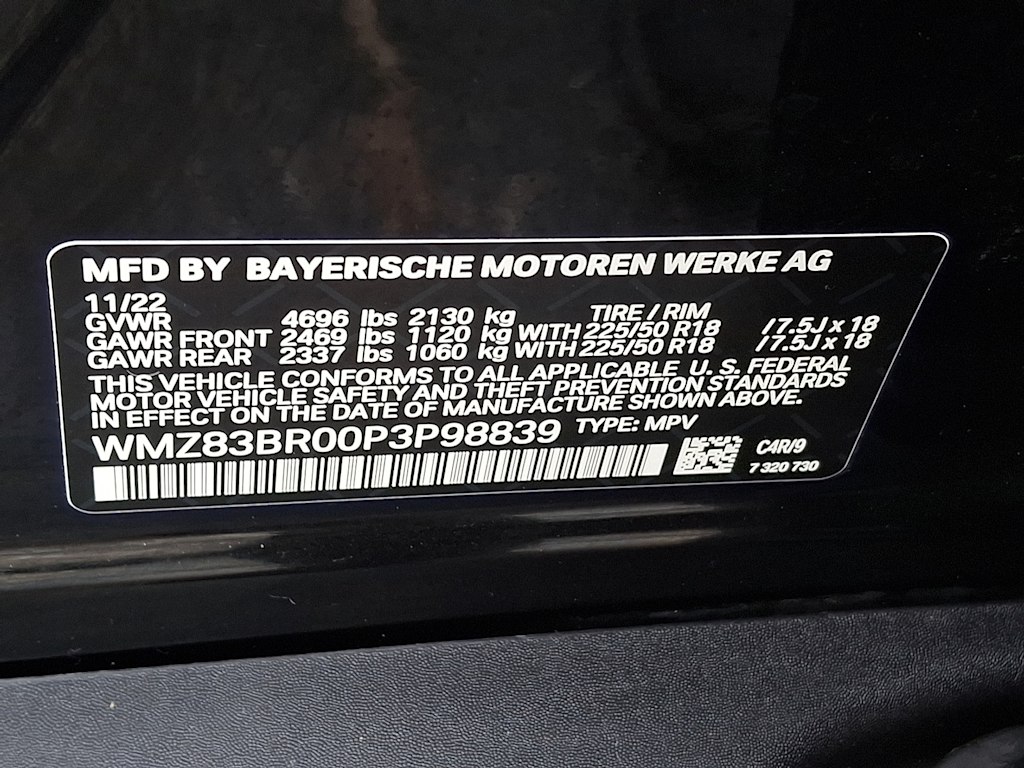 MFD BY BAYERISCHE MOTOREN WERKE AG
11/22 TIRE / RIM
GVWR 4696 lbs 2130 kg
GAWR FRONT 2469 lbs 1120 kg WITH 225/50 R18 / 7.5J x 18
GAWR REAR 2337 lbs 1060 kg WITH 225/50 R18 / 7.5J x 18
THIS VEHICLE CONFORMS TO ALL APPLICABLE U. S. FEDERAL
MOTOR VEHICLE SAFETY AND THEFT PREVENTION STANDARDS
IN EFFECT ON THE DATE OF MANUFACTURE SHOWN ABOVE.
WMZ83BR00P3P98839 TYPE: MPV
C4R/9
7 320 730